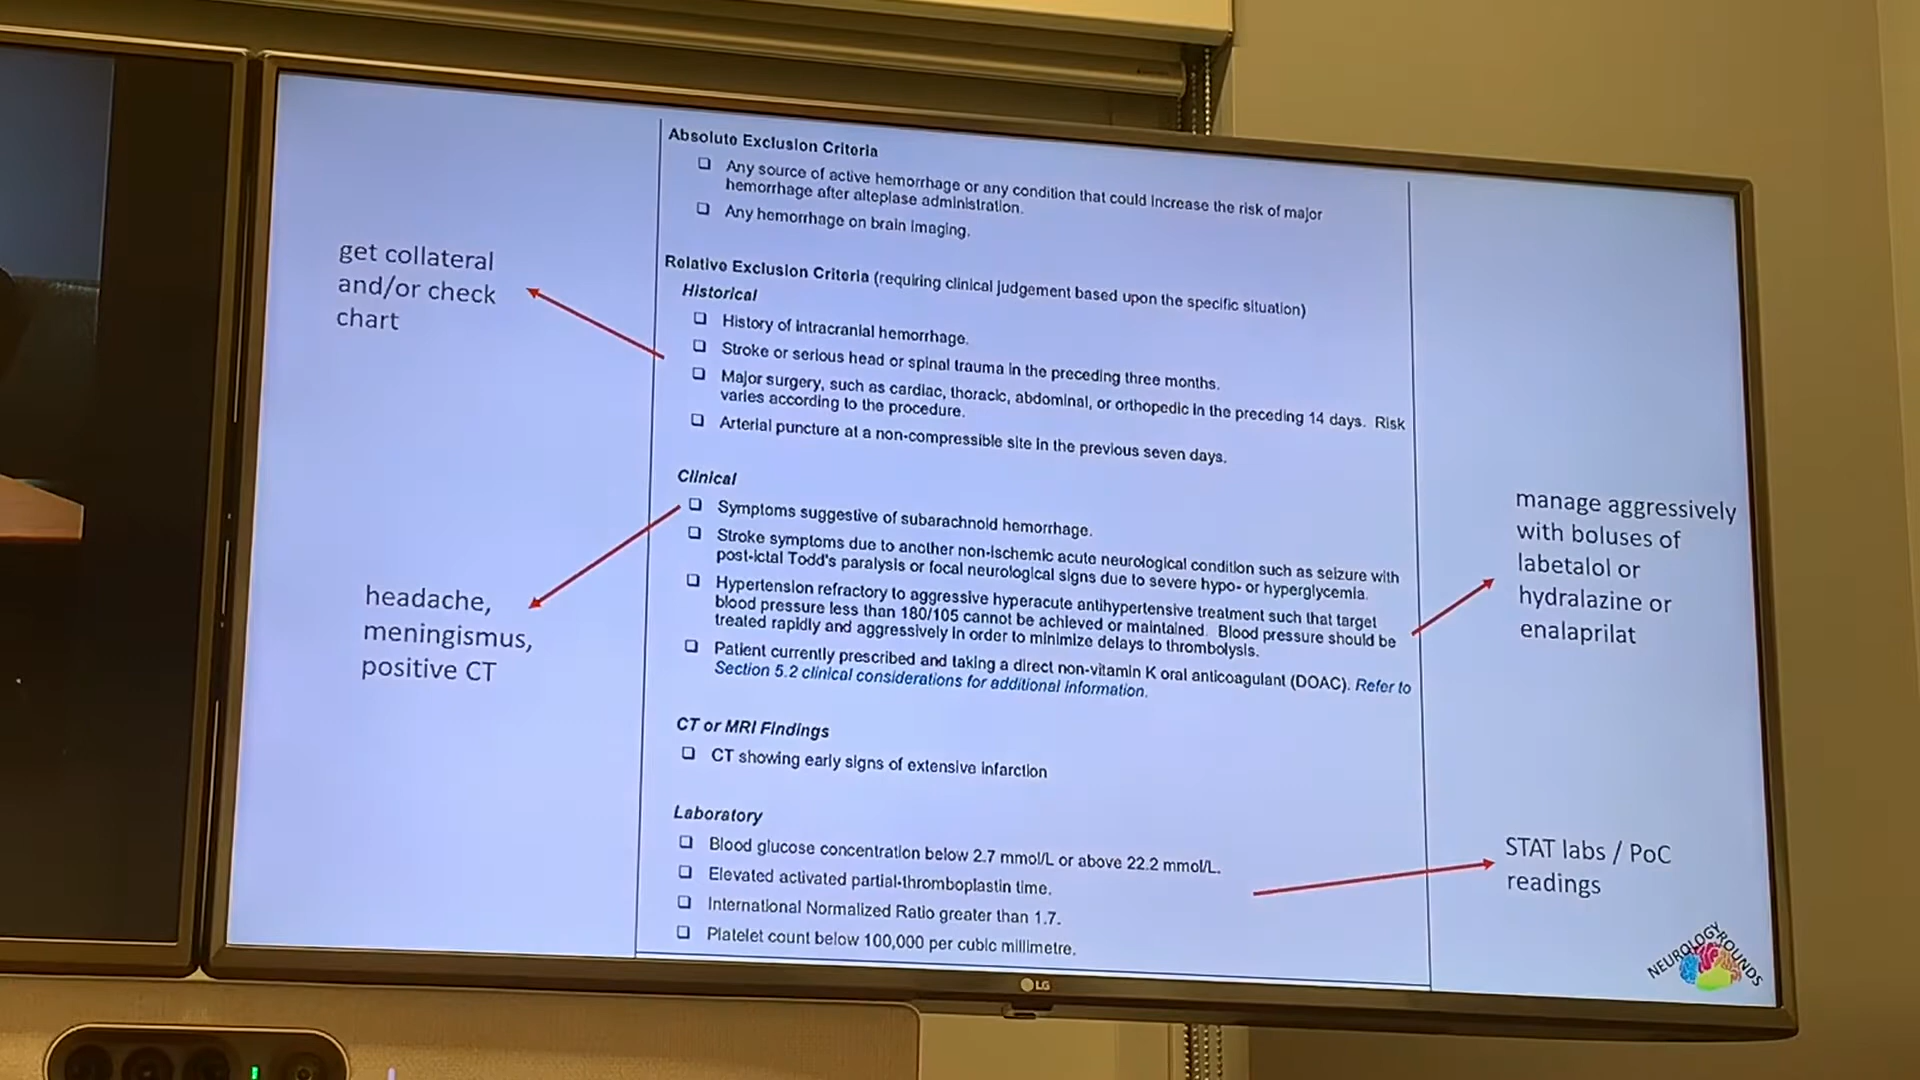 Absolute Exclusion Criteria
❑ Any source of active hemorrhage or any condition that could increase the risk of major
hemorrhage after alteplase administration.
❑ Any hemorrhage on brain imaging.
Relative Exclusion Criteria (requiring clinical judgement based upon the specific situation)
Historical
❑ History of intracranial hemorrhage.
❑ Stroke or serious head or spinal trauma in the preceding three months.
❑ Major surgery, such as cardiac, thoracic, abdominal, or orthopedic in the preceding 14 days. Risk
varies according to the procedure.
❑ Arterial puncture at a non-compressible site in the previous seven days.
get collateral
and/or check
chart
Clinical
❑ Symptoms suggestive of subarachnoid hemorrhage.
❑ Stroke symptoms due to another non-ischemic acute neurological condition such as seizure with
post-ictal Todd's paralysis or focal neurological signs due to severe hypo- or hyperglycemia.
❑ Hypertension refractory to aggressive hyperacute antihypertensive treatment such that target
blood pressure less than 180/105 cannot be achieved or maintained. Blood pressure should be
treated rapidly and aggressively in order to minimize delays to thrombolysis.
❑ Patient currently prescribed and taking a direct non-vitamin K oral anticoagulant (DOAC). Refer to
Section 5.2 clinical considerations for additional information.
headache,
meningismus,
positive CT
manage aggressively
with boluses of
labetalol or
hydralazine or
enalaprilat
CT or MRI Findings
❑ CT showing early signs of extensive infarction
Laboratory
❑ Blood glucose concentration below 2.7 mmol/L or above 22.2 mmol/L.
❑ Elevated activated partial-thromboplastin time.
❑ International Normalized Ratio greater than 1.7.
❑ Platelet count below 100,000 per cubic millimetre.
STAT labs / PoC
readings
NEUROLOGYROUNDS
LG